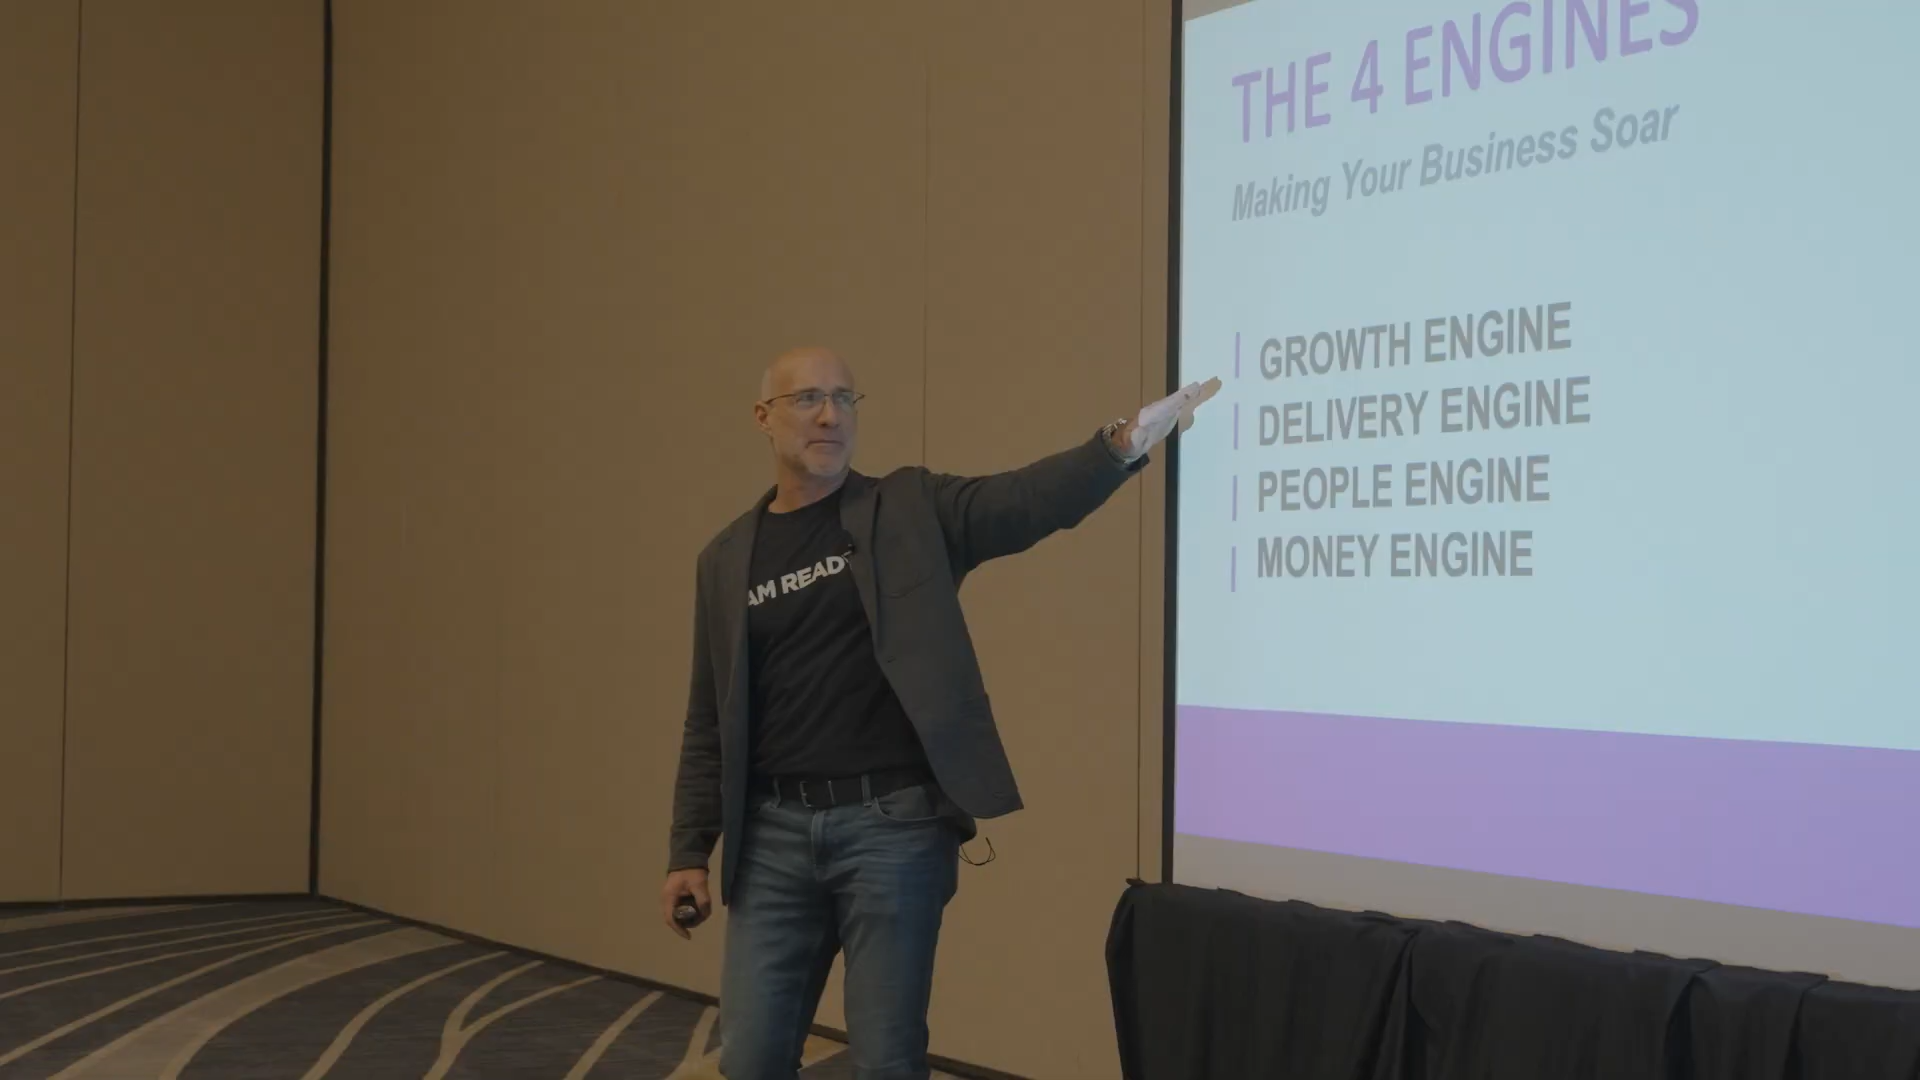 THE 4 ENGINES
Making Your Business Soar
GROWTH ENGINE
DELIVERY ENGINE
PEOPLE ENGINE
MONEY ENGINE
AM READY